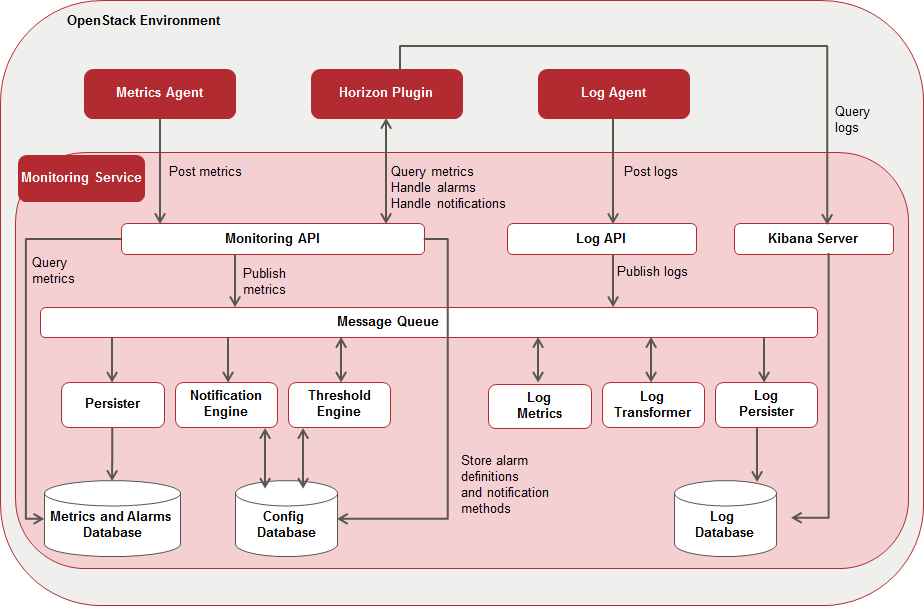 OpenStack Environment
Metrics Agent
Horizon Plugin
Log Agent
Query
logs
Monitoring Service
Post metrics
Query metrics
Handle alarms
Handle notifications
Post logs
Monitoring API
Log API
Kibana Server
Query
metrics
Publish
metrics
Publish logs
Message Queue
Persister
Notification
Engine
Threshold
Engine
Log
Metrics
Log
Transformer
Log
Persister
Store alarm
definitions
and notification
methods
Metrics and Alarms
Database
Config
Database
Log
Database